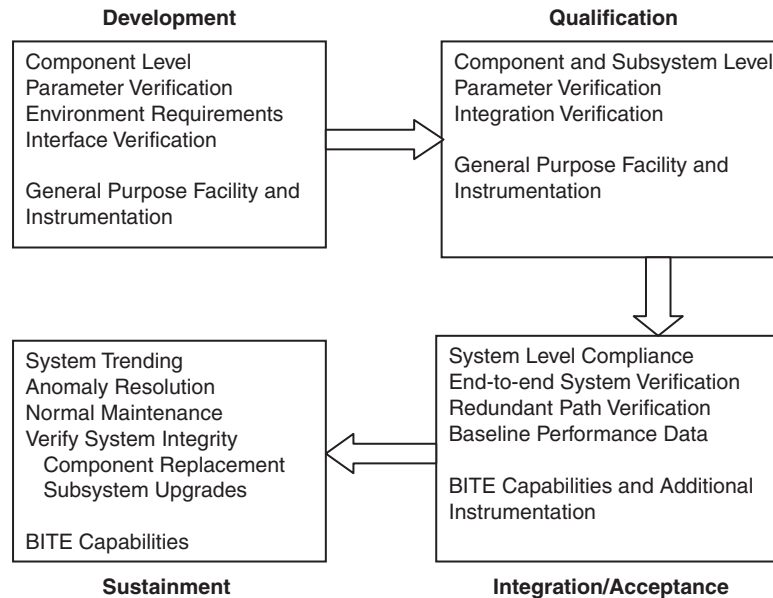 Development
Component Level
Parameter Verification
Environment Requirements
Interface Verification
General Purpose Facility and
Instrumentation
Qualification
Component and Subsystem Level
Parameter Verification
Integration Verification
General Purpose Facility and
Instrumentation
System Level Compliance
End-to-end System Verification
Redundant Path Verification
Baseline Performance Data
BITE Capabilities and Additional
Instrumentation
Integration/Acceptance
System Trending
Anomaly Resolution
Normal Maintenance
Verify System Integrity
Component Replacement
Subsystem Upgrades
BITE Capabilities
Sustainment